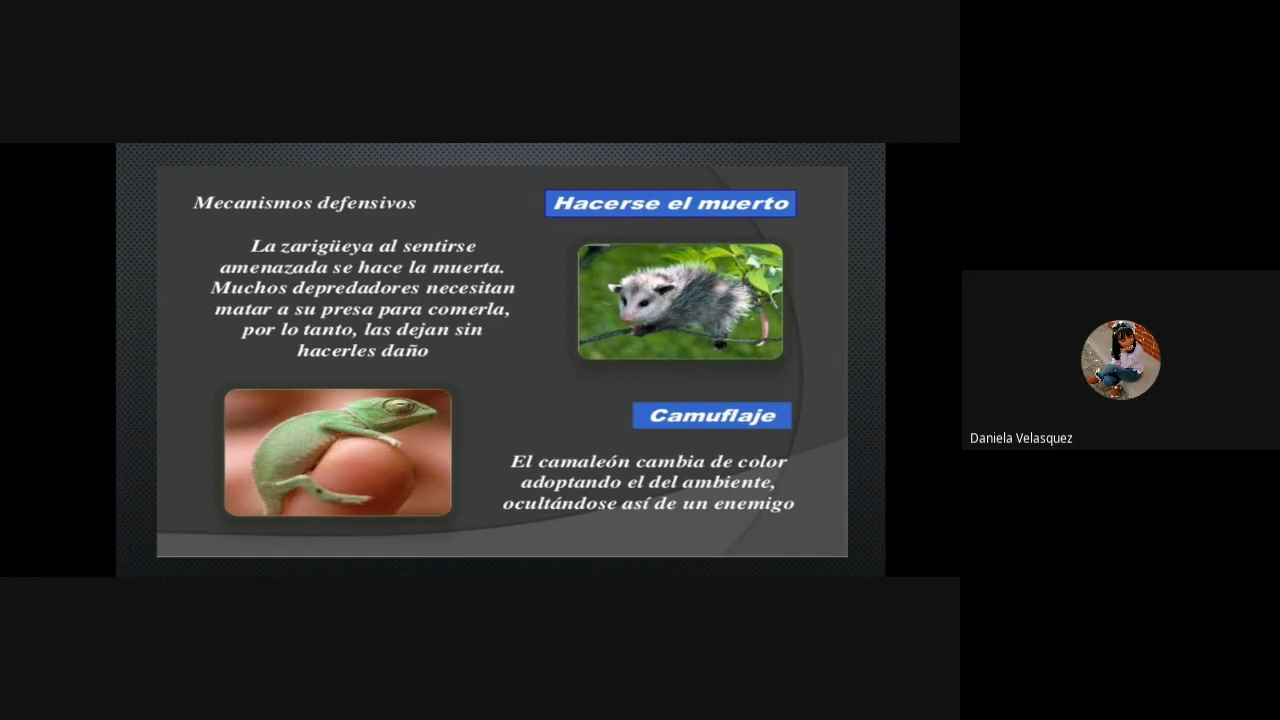 Mecanismos defensivos
Hacerse el muerto
La zarigüeya al sentirse
amenazada se hace la muerta.
Muchos depredadores necesitan
matar a su presa para comerla,
por lo tanto, las dejan sin
hacerles daño
Camuflaje
El camaleón cambia de color
adoptando el del ambiente,
ocultándose así de un enemigo
Daniela Velasquez